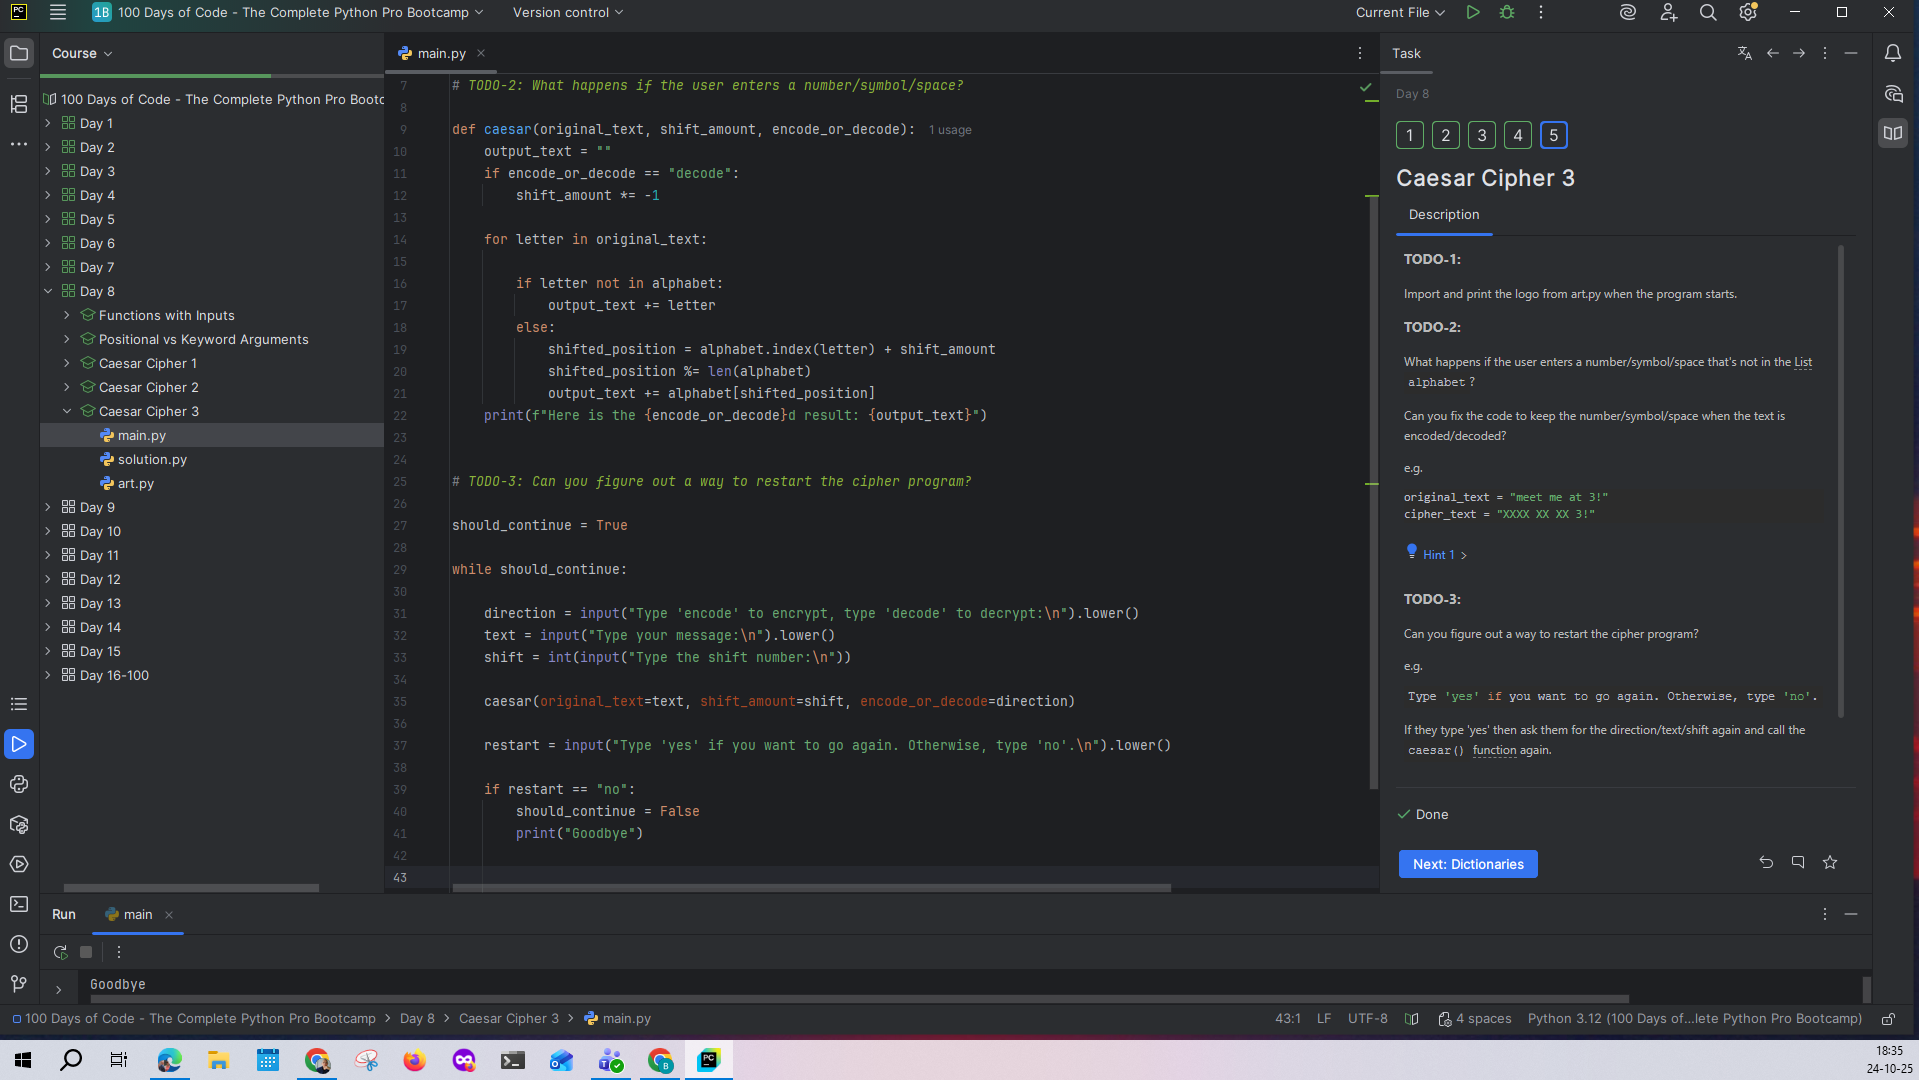 PC
1B 100 Days of Code - The Complete Python Pro Bootcamp
Version control
Current File
Course
100 Days of Code - The Complete Python Pro Bootc
Day 1
Day 2
Day 3
Day 4
Day 5
Day 6
Day 7
Day 8
Functions with Inputs
Positional vs Keyword Arguments
Caesar Cipher 1
Caesar Cipher 2
Caesar Cipher 3
main.py
solution.py
art.py
Day 9
Day 10
Day 11
Day 12
Day 13
Day 14
Day 15
Day 16-100
main.py
7 # TODO-2: What happens if the user enters a number/symbol/space?
8
9 def caesar(original_text, shift_amount, encode_or_decode): 1 usage
10 output_text = ""
11 if encode_or_decode == "decode":
12 shift_amount *= -1
13
14 for letter in original_text:
15
16 if letter not in alphabet:
17 output_text += letter
18 else:
19 shifted_position = alphabet.index(letter) + shift_amount
20 shifted_position %= len(alphabet)
21 output_text += alphabet[shifted_position]
22 print(f"Here is the {encode_or_decode}d result: {output_text}")
23
24
25 # TODO-3: Can you figure out a way to restart the cipher program?
26
27 should_continue = True
28
29 while should_continue:
30
31 direction = input("Type 'encode' to encrypt, type 'decode' to decrypt:\n").lower()
32 text = input("Type your message:\n").lower()
33 shift = int(input("Type the shift number:\n"))
34
35 caesar(original_text=text, shift_amount=shift, encode_or_decode=direction)
36
37 restart = input("Type 'yes' if you want to go again. Otherwise, type 'no'.\n").lower()
38
39 if restart == "no":
40 should_continue = False
41 print("Goodbye")
42
43
Task
Day 8
1 2 3 4 5
Caesar Cipher 3
Description
TODO-1:
Import and print the logo from art.py when the program starts.
TODO-2:
What happens if the user enters a number/symbol/space that's not in the List
alphabet ?
Can you fix the code to keep the number/symbol/space when the text is
encoded/decoded?
e.g.
original_text = "meet me at 3!"
cipher_text = "XXXX XX XX 3!"
Hint 1
TODO-3:
Can you figure out a way to restart the cipher program?
e.g.
Type 'yes' if you want to go again. Otherwise, type 'no'.
If they type 'yes' then ask them for the direction/text/shift again and call the
caesar() function again.
Done
Next: Dictionaries
Run
main
Goodbye
100 Days of Code - The Complete Python Pro Bootcamp > Day 8 > Caesar Cipher 3 > main.py
43:1 LF UTF-8 4 spaces Python 3.12 (100 Days of...lete Python Pro Bootcamp)
18:35
24-10-25